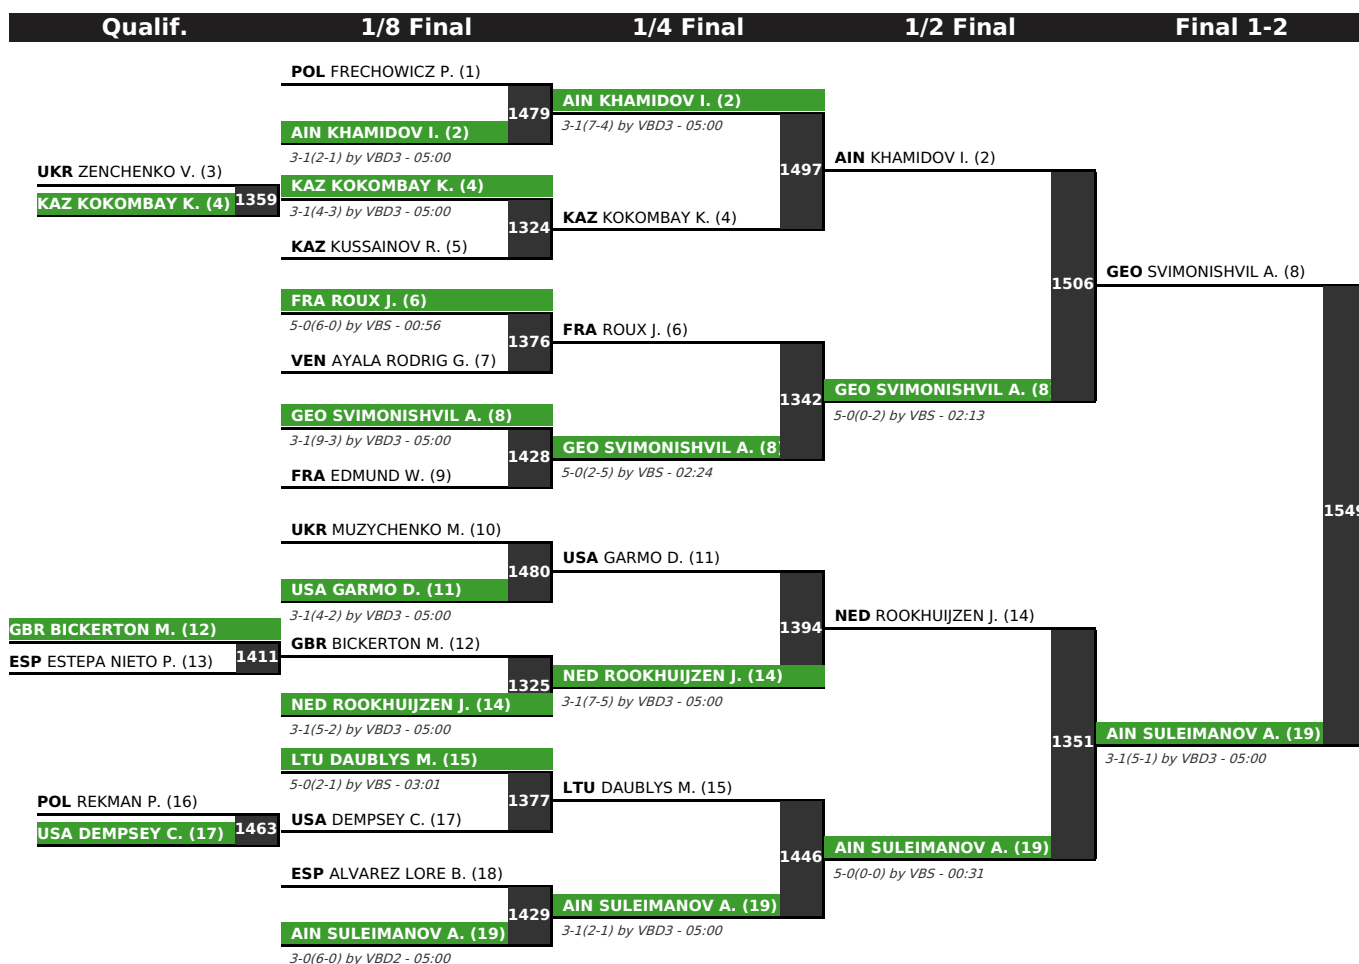 Qualif.
1/8 Final
1/4 Final
1/2 Final
Final 1-2
UKR ZENCHENKO V. (3)
KAZ KOKOMBAY K. (4)
1359
GBR BICKERTON M. (12)
ESP ESTEPA NIETO P. (13)
1411
POL REKMAN P. (16)
USA DEMPSEY C. (17)
1463
POL FRECHOWICZ P. (1)
1479
AIN KHAMIDOV I. (2)
3-1(2-1) by VBD3 - 05:00
KAZ KOKOMBAY K. (4)
3-1(4-3) by VBD3 - 05:00
1324
KAZ KUSSAINOV R. (5)
FRA ROUX J. (6)
5-0(6-0) by VBS - 00:56
1376
VEN AYALA RODRIG G. (7)
GEO SVIMONISHVIL A. (8)
3-1(9-3) by VBD3 - 05:00
1428
FRA EDMUND W. (9)
UKR MUZYCHENKO M. (10)
1480
USA GARMO D. (11)
3-1(4-2) by VBD3 - 05:00
GBR BICKERTON M. (12)
1325
NED ROOKHUIJZEN J. (14)
3-1(5-2) by VBD3 - 05:00
LTU DAUBLYS M. (15)
5-0(2-1) by VBS - 03:01
1377
USA DEMPSEY C. (17)
ESP ALVAREZ LORE B. (18)
1429
AIN SULEIMANOV A. (19)
3-0(6-0) by VBD2 - 05:00
AIN KHAMIDOV I. (2)
3-1(7-4) by VBD3 - 05:00
1497
KAZ KOKOMBAY K. (4)
FRA ROUX J. (6)
1342
GEO SVIMONISHVIL A. (8)
5-0(2-5) by VBS - 02:24
USA GARMO D. (11)
1394
NED ROOKHUIJZEN J. (14)
3-1(7-5) by VBD3 - 05:00
LTU DAUBLYS M. (15)
1446
AIN SULEIMANOV A. (19)
3-1(2-1) by VBD3 - 05:00
AIN KHAMIDOV I. (2)
1506
GEO SVIMONISHVIL A. (8
5-0(0-2) by VBS - 02:13
NED ROOKHUIJZEN J. (14)
1351
AIN SULEIMANOV A. (19)
5-0(0-0) by VBS - 00:31
GEO SVIMONISHVIL A. (8)
1549
AIN SULEIMANOV A. (19)
3-1(5-1) by VBD3 - 05:00